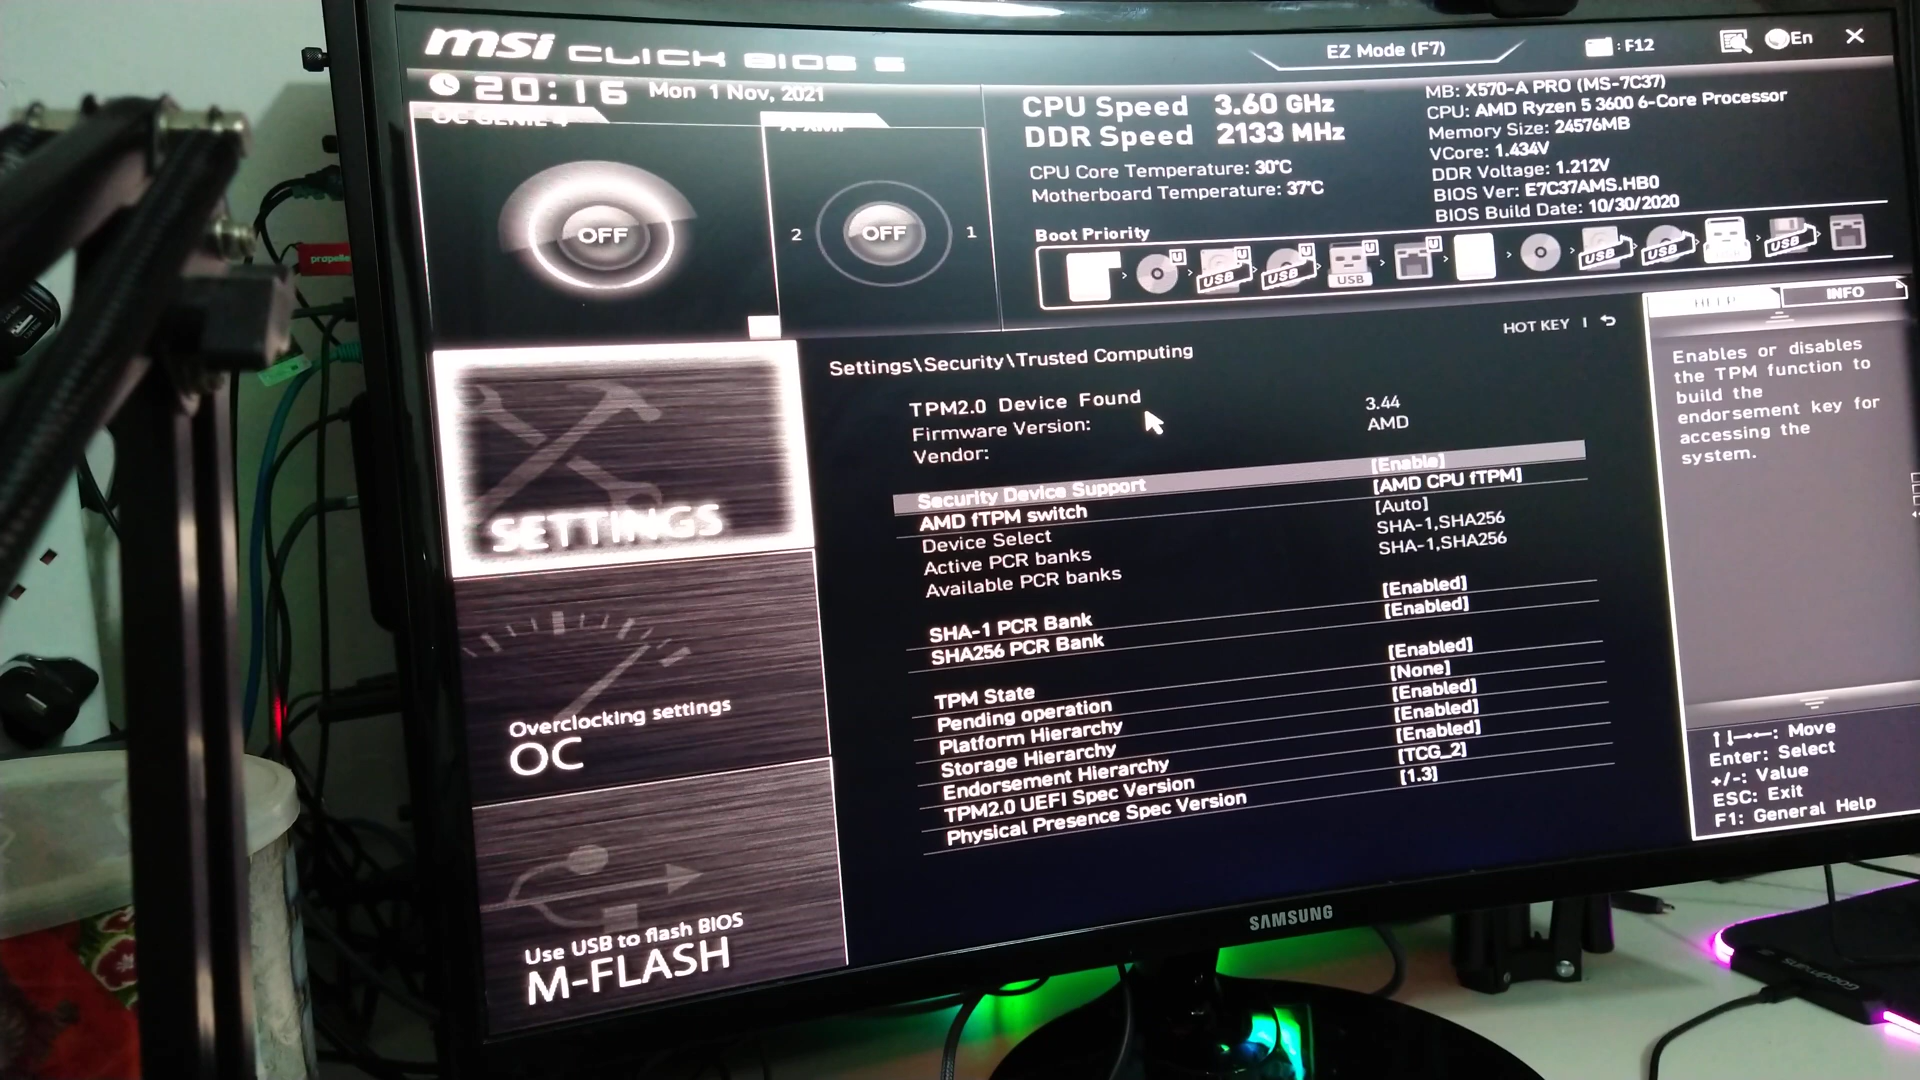 msi CLICK BIOS 5
EZ Mode (F7)
: F12
En
X
20:16 Mon 1 Nov, 2021
OC GENIE 4
A-XMP
OFF
2
OFF
1
CPU Speed 3.60 GHz
DDR Speed 2133 MHz
CPU Core Temperature: 30°C
Motherboard Temperature: 37°C
MB: X570-A PRO (MS-7C37)
CPU: AMD Ryzen 5 3600 6-Core Processor
Memory Size: 24576MB
VCore: 1.434V
DDR Voltage: 1.212V
BIOS Ver: E7C37AMS.HB0
BIOS Build Date: 10/30/2020
Boot Priority
U
USB U
USB U
USB U
U
USB
USB
USB
HOT KEY
HELP
INFO
SETTINGS
Overclocking settings
OC
Use USB to flash BIOS
M-FLASH
Settings\Security\Trusted Computing
TPM2.0 Device Found
Firmware Version: 3.44
Vendor: AMD
Security Device Support [Enable]
AMD fTPM switch [AMD CPU fTPM]
Device Select [Auto]
Active PCR banks SHA-1,SHA256
Available PCR banks SHA-1,SHA256
SHA-1 PCR Bank [Enabled]
SHA256 PCR Bank [Enabled]
TPM State [Enabled]
Pending operation [None]
Platform Hierarchy [Enabled]
Storage Hierarchy [Enabled]
Endorsement Hierarchy [Enabled]
TPM2.0 UEFI Spec Version [TCG_2]
Physical Presence Spec Version [1.3]
Enables or disables
the TPM function to
build the
endorsement key for
accessing the
system.
↑↓→←: Move
Enter: Select
+/-: Value
ESC: Exit
F1: General Help
SAMSUNG